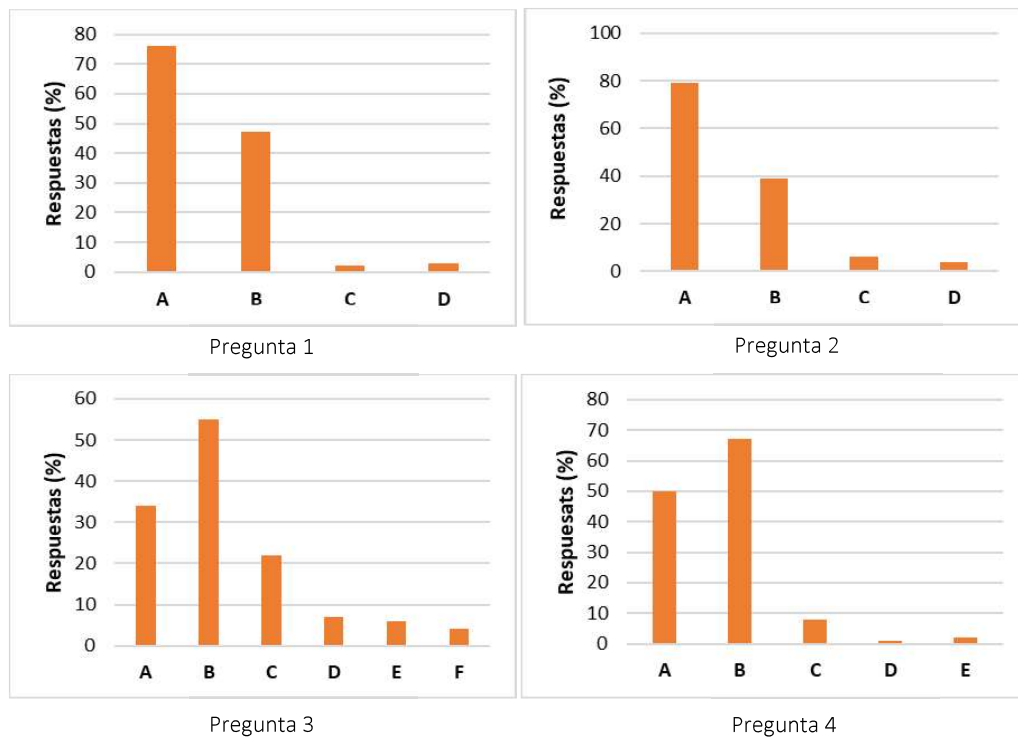 Respuestas (%)
80
70
60
50
40
30
20
10
0
A B C D
Pregunta 1
Respuestas (%)
100
80
60
40
20
0
A B C D
Pregunta 2
Respuestas (%)
60
50
40
30
20
10
0
A B C D E F
Pregunta 3
Respuesats (%)
80
70
60
50
40
30
20
10
0
A B C D E
Pregunta 4